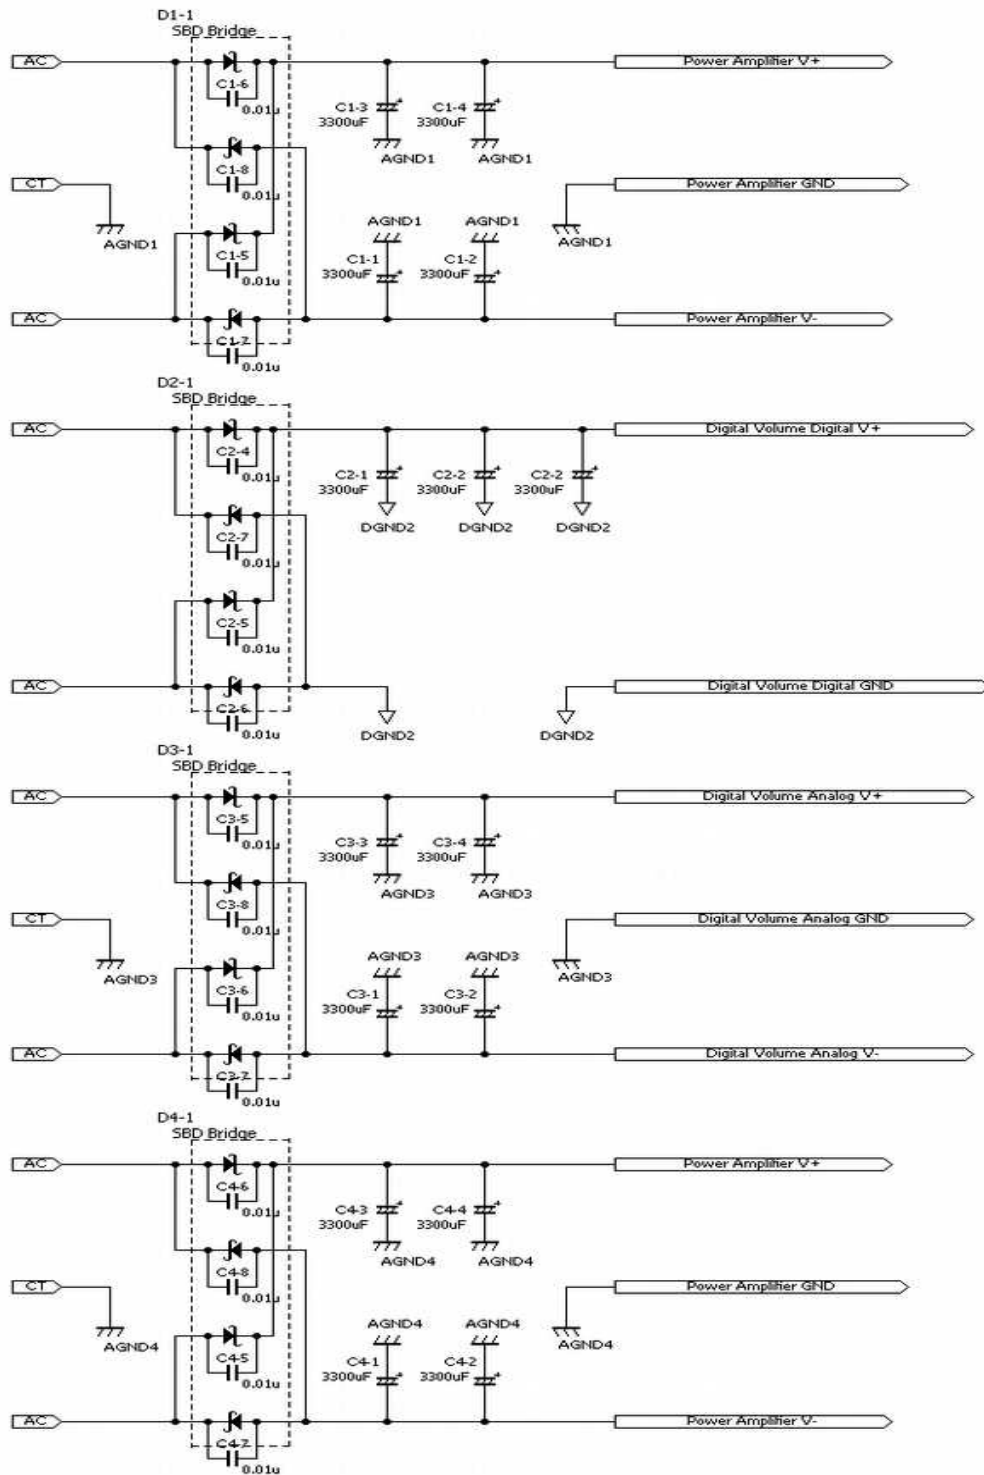 D1-1
SBD Bridge
AC
Power Amplifier V+
C1-6
0.01u
C1-3
3300uF
C1-4
3300uF
AGND1
AGND1
C1-8
0.01u
CT
Power Amplifier GND
AGND1
AGND1
AGND1
AGND1
C1-5
0.01u
C1-1
3300uF
C1-2
3300uF
AC
Power Amplifier V-
C1-7
0.01u
D2-1
SBD Bridge
AC
Digital Volume Digital V+
C2-4
0.01u
C2-1
3300uF
C2-2
3300uF
C2-2
3300uF
DGND2
DGND2
DGND2
C2-7
0.01u
C2-5
0.01u
AC
Digital Volume Digital GND
C2-6
0.01u
DGND2
DGND2
D3-1
SBD Bridge
AC
Digital Volume Analog V+
C3-5
0.01u
C3-3
3300uF
C3-4
3300uF
AGND3
AGND3
C3-8
0.01u
CT
Digital Volume Analog GND
AGND3
AGND3
AGND3
AGND3
C3-6
0.01u
C3-1
3300uF
C3-2
3300uF
AC
Digital Volume Analog V-
C3-7
0.01u
D4-1
SBD Bridge
AC
Power Amplifier V+
C4-6
0.01u
C4-3
3300uF
C4-4
3300uF
AGND4
AGND4
C4-8
0.01u
CT
Power Amplifier GND
AGND4
AGND4
AGND4
AGND4
C4-5
0.01u
C4-1
3300uF
C4-2
3300uF
AC
Power Amplifier V-
C4-7
0.01u